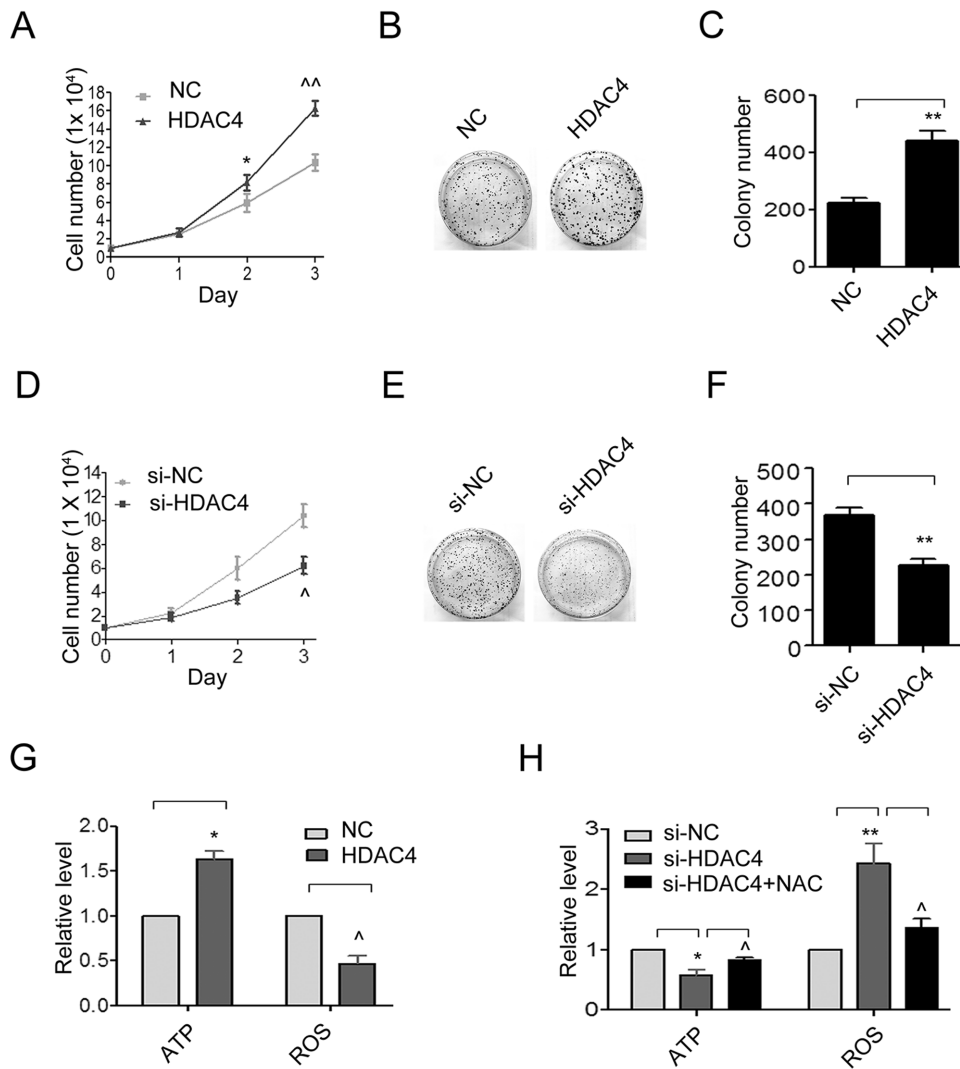 A
Cell number (1x 10⁴)
18
16
14
12
10
8
6
4
2
0
NC
HDAC4
*
^^
0 1 2 3
Day
B
NC
HDAC4
C
Colony number
600
400
200
0
**
NC
HDAC4
D
Cell number (1 X 10⁴)
14
12
10
8
6
4
2
0
si-NC
si-HDAC4
^
0 1 2 3
Day
E
si-NC
si-HDAC4
F
Colony number
500
400
300
200
100
0
**
si-NC
si-HDAC4
G
Relative level
2.0
1.5
1.0
0.5
0.0
NC
HDAC4
*
^
ATP
ROS
H
Relative level
3
2
1
0
si-NC
si-HDAC4
si-HDAC4+NAC
*
^
**
^
ATP
ROS